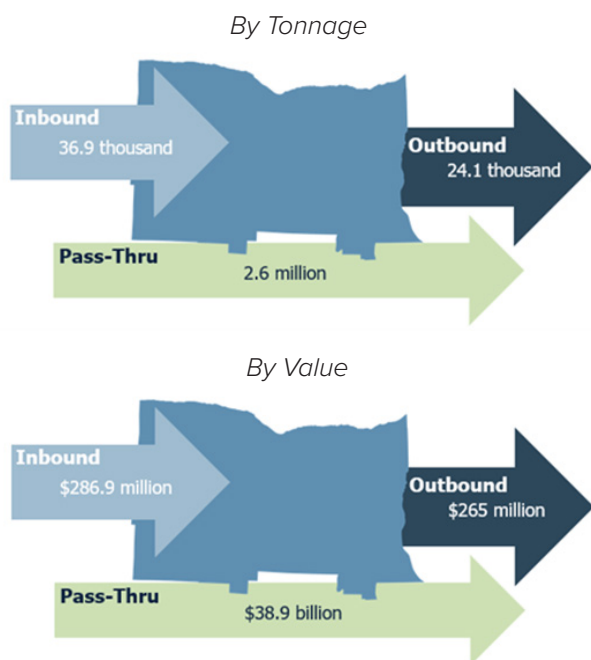 By Tonnage
Inbound
36.9 thousand
Outbound
24.1 thousand
Pass-Thru
2.6 million
By Value
Inbound
$286.9 million
Outbound
$265 million
Pass-Thru
$38.9 billion